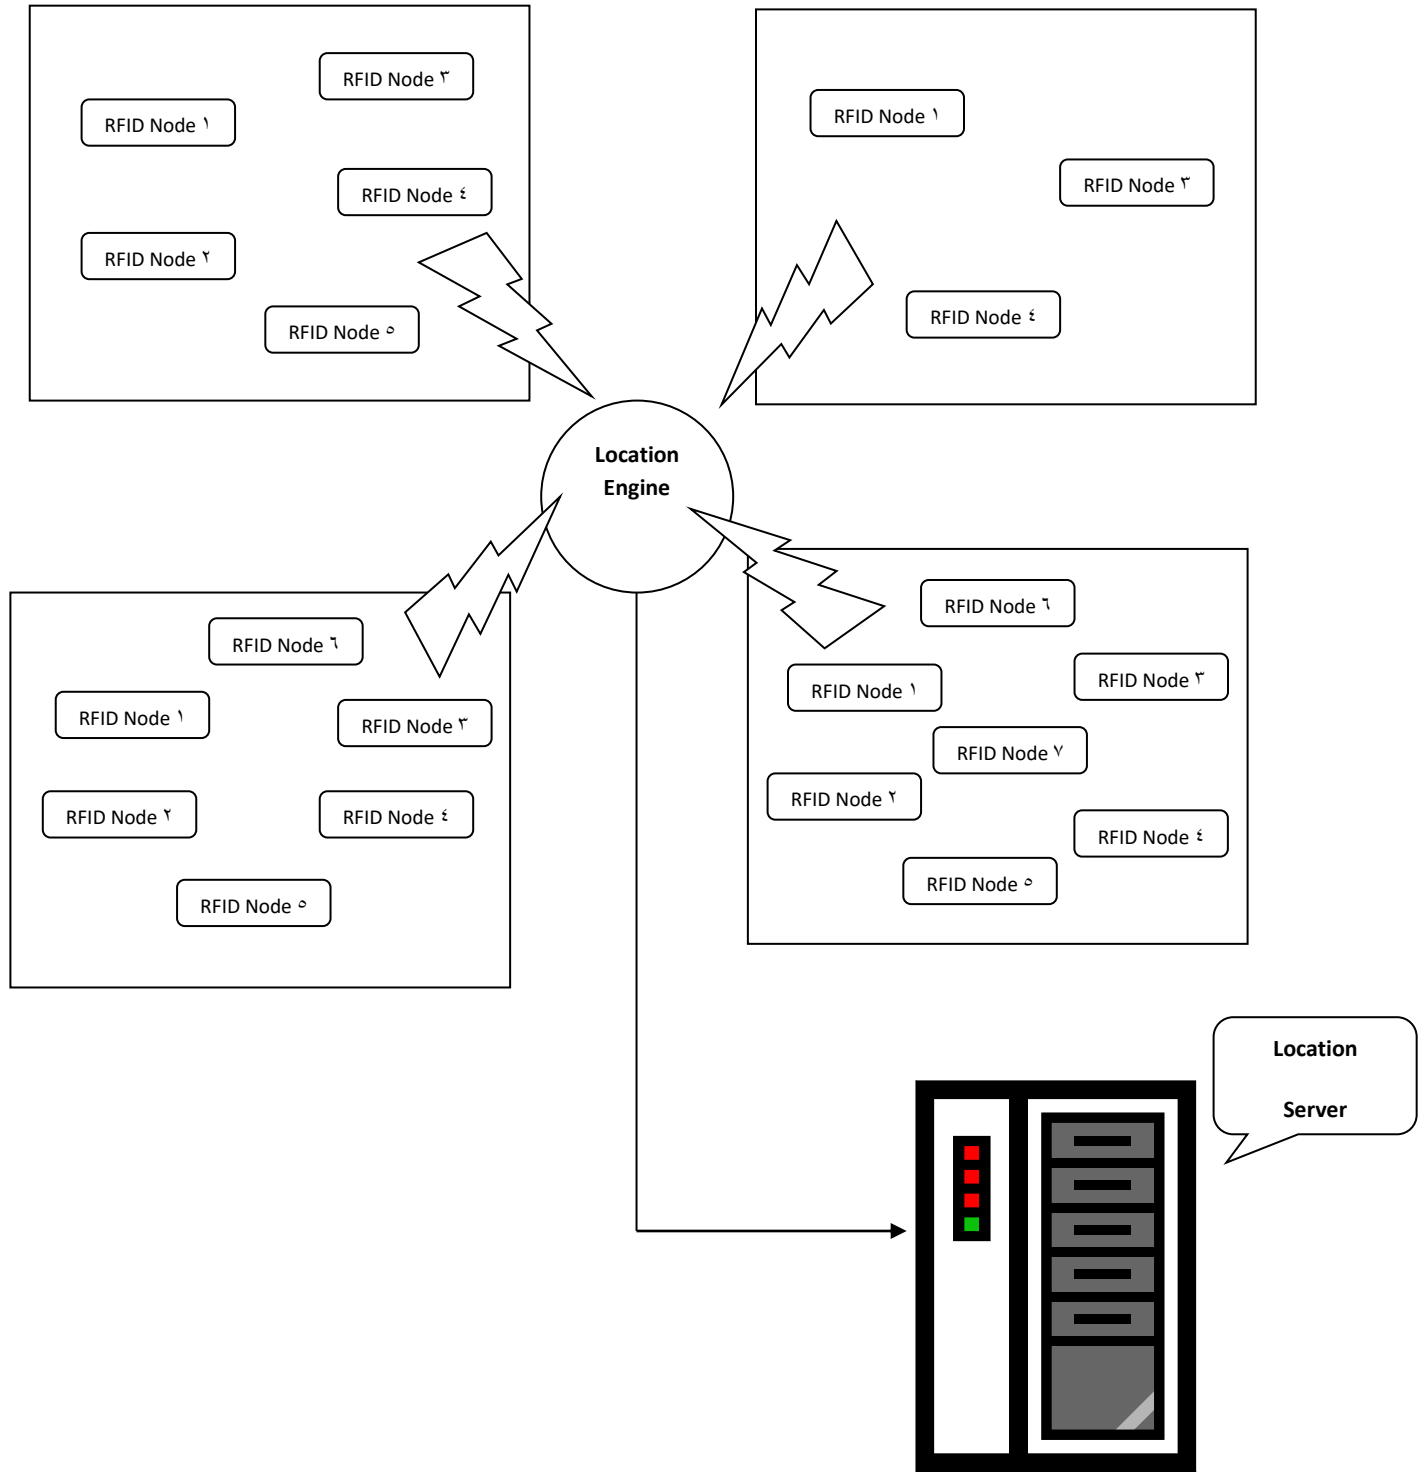 RFID Node ٣
RFID Node ١
RFID Node ٤
RFID Node ٢
RFID Node ٥
RFID Node ١
RFID Node ٣
RFID Node ٤
Location
Engine
RFID Node ٦
RFID Node ١
RFID Node ٣
RFID Node ٢
RFID Node ٤
RFID Node ٥
RFID Node ٦
RFID Node ٣
RFID Node ١
RFID Node ٧
RFID Node ٢
RFID Node ٤
RFID Node ٥
Location
Server